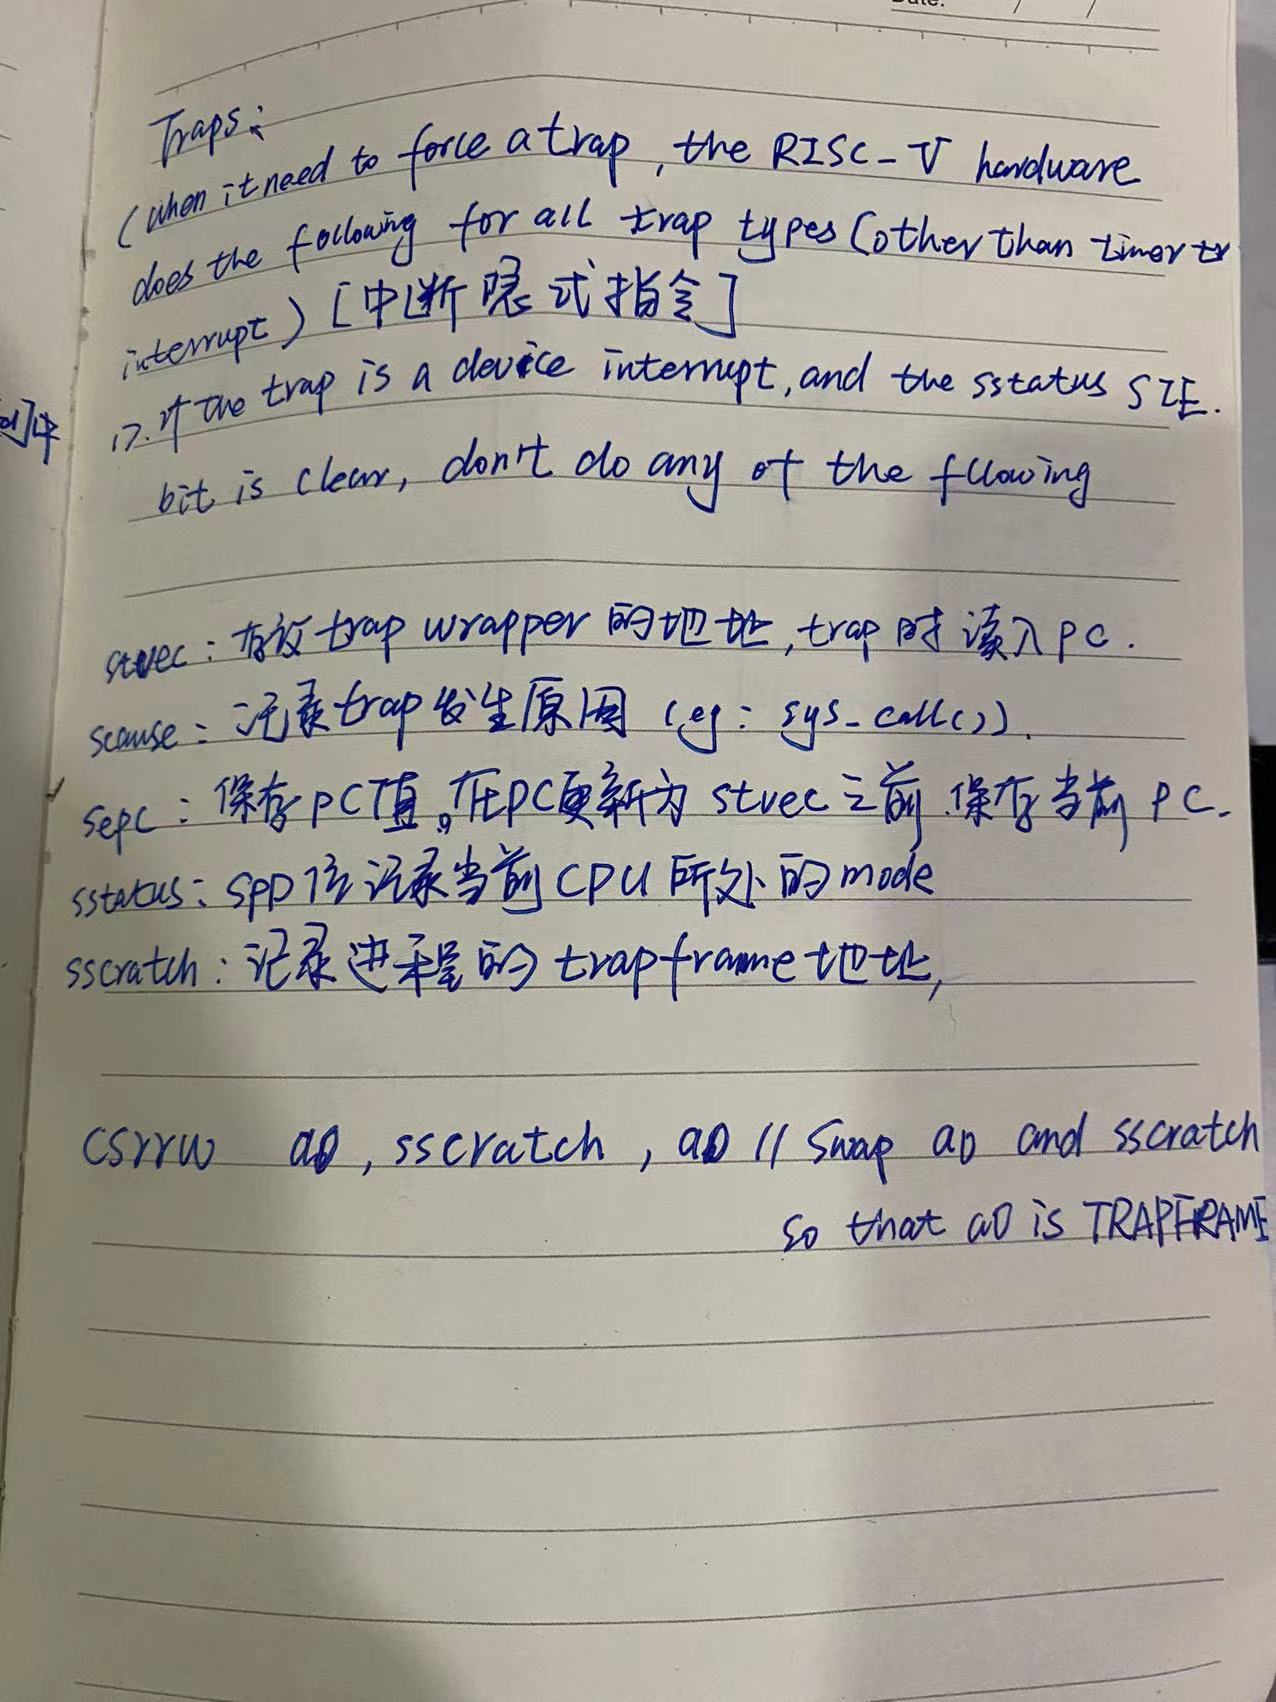 Date: / /
Traps:
(when it need to force a trap, the RISC-V hardware
does the following for all trap types (other than timer
interrupt) [中断隐式指令]
1>. if the trap is a device interrupt, and the sstatus SIE.
bit is clear, don't do any of the fllowing
stvec: 存放trap wrapper的地址, trap时读入PC.
scause: 记录trap发生原因 (eg: sys_call()).
sepc: 保存PC值。在PC更新为stvec之前.保存当前PC.
sstatus: SPP位记录当前CPU所处的mode
sscratch: 记录进程的trapframe地址,
csrrw a0, sscratch, a0 // Swap a0 and sscratch
so that a0 is TRAPFRAME